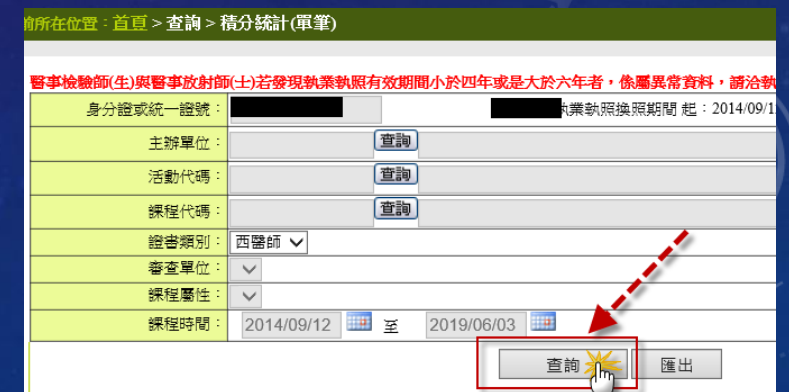 前所在位置：首頁 > 查詢 > 積分統計(單筆)
醫事檢驗師(生)與醫事放射師(士)若發現執業執照有效期間小於四年或是大於六年者，係屬異常資料，請洽執
身分證或統一證號： 執業執照換照期間 起：2014/09/1
主辦單位： 查詢
活動代碼： 查詢
課程代碼： 查詢
證書類別： 西醫師
審查單位：
課程屬性：
課程時間： 2014/09/12 至 2019/06/03
查詢 匯出